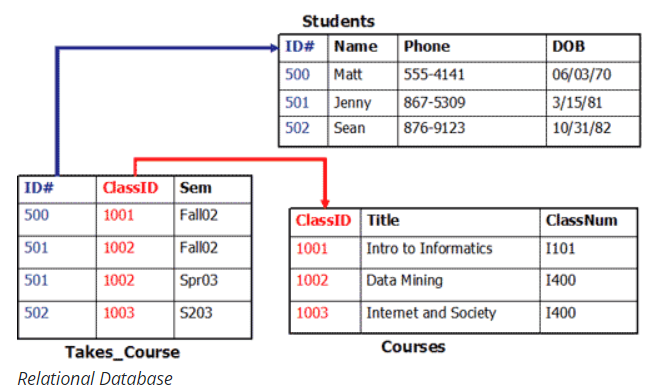 Students
ID# Name Phone DOB
500 Matt 555-4141 06/03/70
501 Jenny 867-5309 3/15/81
502 Sean 876-9123 10/31/82
ID# ClassID Sem
500 1001 Fall02
501 1002 Fall02
501 1002 Spr03
502 1003 S203
Takes_Course
ClassID Title ClassNum
1001 Intro to Informatics I101
1002 Data Mining I400
1003 Internet and Society I400
Courses
Relational Database